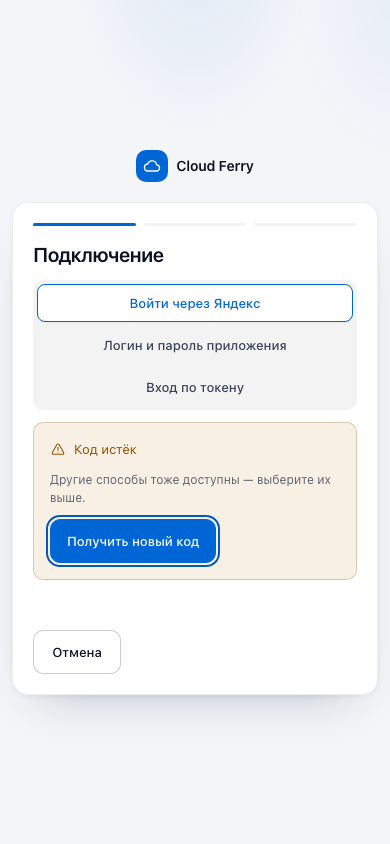 Cloud Ferry
Подключение
Войти через Яндекс
Логин и пароль приложения
Вход по токену
Код истёк
Другие способы тоже доступны — выберите их
выше.
Получить новый код
Отмена